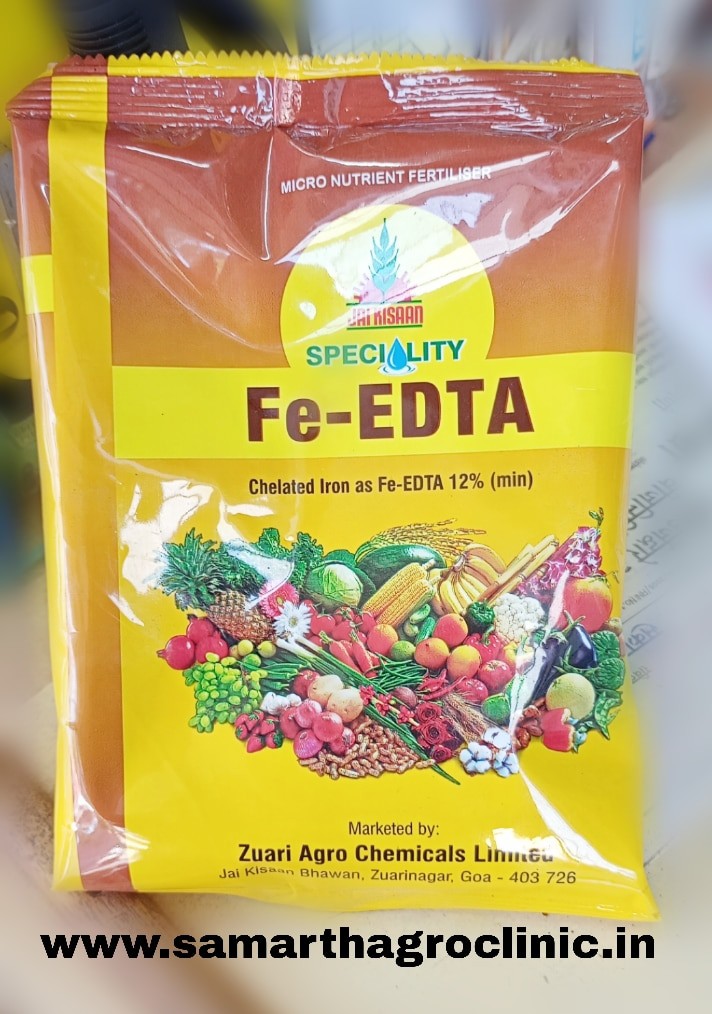 MICRO NUTRIENT FERTILISER
JAI KISAAN
SPECIALITY
Fe-EDTA
Chelated Iron as Fe-EDTA 12% (min)
Marketed by:
Zuari Agro Chemicals Limited
Jai Kisaan Bhawan, Zuarinagar, Goa - 403 726
www.samarthagroclinic.in